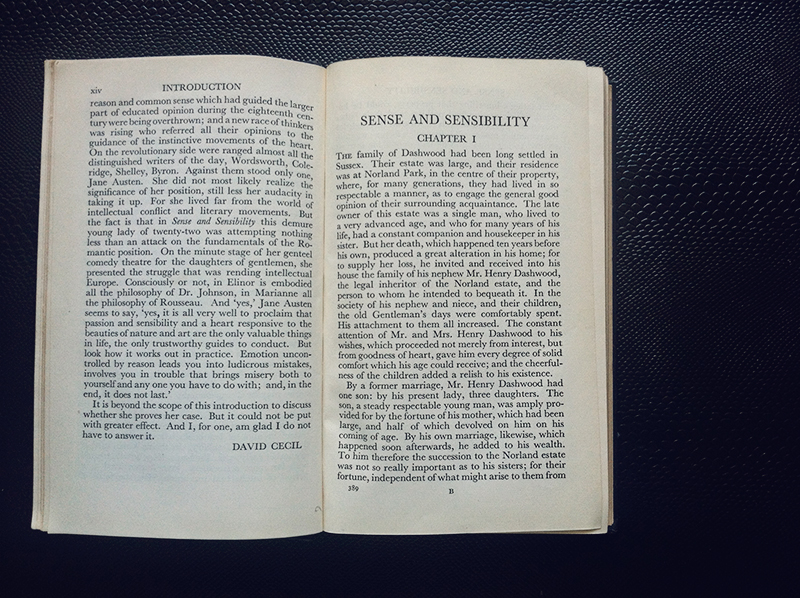 xiv INTRODUCTION
reason and common sense which had guided the larger
part of educated opinion during the eighteenth cen-
tury were being overthrown; and a new race of thinkers
was rising who referred all their opinions to the
guidance of the instinctive movements of the heart.
On the revolutionary side were ranged almost all the
distinguished writers of the day, Wordsworth, Cole-
ridge, Shelley, Byron. Against them stood only one,
Jane Austen. She did not most likely realize the
significance of her position, still less her audacity in
taking it up. For she lived far from the world of
intellectual conflict and literary movements. But
the fact is that in Sense and Sensibility this demure
young lady of twenty-two was attempting nothing
less than an attack on the fundamentals of the Ro-
mantic position. On the minute stage of her genteel
comedy theatre for the daughters of gentlemen, she
presented the struggle that was rending intellectual
Europe. Consciously or not, in Elinor is embodied
all the philosophy of Dr. Johnson, in Marianne all
the philosophy of Rousseau. And 'yes,' Jane Austen
seems to say, 'yes, it is all very well to proclaim that
passion and sensibility and a heart responsive to the
beauties of nature and art are the only valuable things
in life, the only trustworthy guides to conduct. But
look how it works out in practice. Emotion uncon-
trolled by reason leads you into ludicrous mistakes,
involves you in trouble that brings misery both to
yourself and any one you have to do with; and, in the
end, it does not last.'
It is beyond the scope of this introduction to discuss
whether she proves her case. But it could not be put
with greater effect. And I, for one, am glad I do not
have to answer it.
DAVID CECIL
SENSE AND SENSIBILITY
CHAPTER I
THE family of Dashwood had been long settled in
Sussex. Their estate was large, and their residence
was at Norland Park, in the centre of their property,
where, for many generations, they had lived in so
respectable a manner, as to engage the general good
opinion of their surrounding acquaintance. The late
owner of this estate was a single man, who lived to
a very advanced age, and who for many years of his
life, had a constant companion and housekeeper in his
sister. But her death, which happened ten years before
his own, produced a great alteration in his home; for
to supply her loss, he invited and received into his
house the family of his nephew Mr. Henry Dashwood,
the legal inheritor of the Norland estate, and the
person to whom he intended to bequeath it. In the
society of his nephew and niece, and their children,
the old Gentleman's days were comfortably spent.
His attachment to them all increased. The constant
attention of Mr. and Mrs. Henry Dashwood to his
wishes, which proceeded not merely from interest, but
from goodness of heart, gave him every degree of solid
comfort which his age could receive; and the cheerful-
ness of the children added a relish to his existence.
By a former marriage, Mr. Henry Dashwood had
one son: by his present lady, three daughters. The
son, a steady respectable young man, was amply pro-
vided for by the fortune of his mother, which had been
large, and half of which devolved on him on his
coming of age. By his own marriage, likewise, which
happened soon afterwards, he added to his wealth.
To him therefore the succession to the Norland estate
was not so really important as to his sisters; for their
fortune, independent of what might arise to them from
389 B